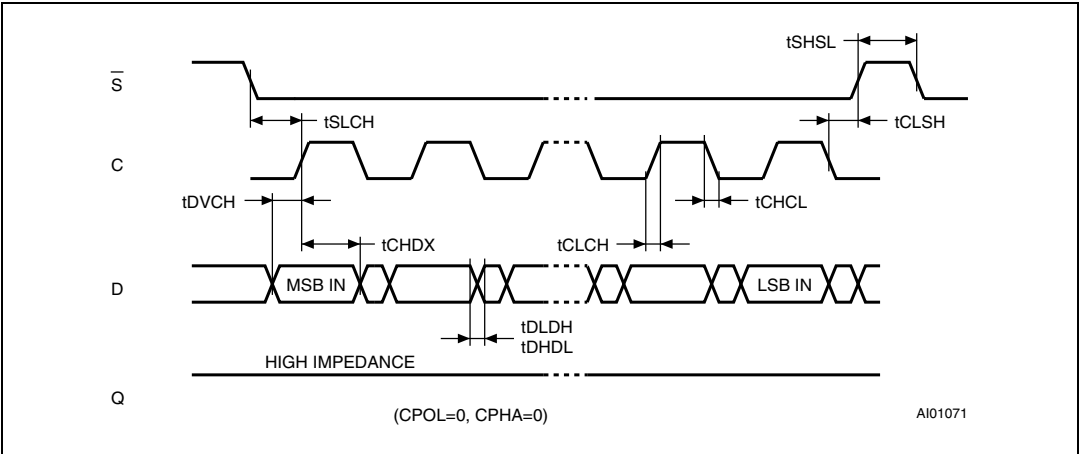 tSHSL
S̅
tSLCH
tCLSH
C
tDVCH
tCHCL
tCHDX
tCLCH
D
MSB IN
LSB IN
tDLDH
tDHDL
HIGH IMPEDANCE
Q
(CPOL=0, CPHA=0)
AI01071